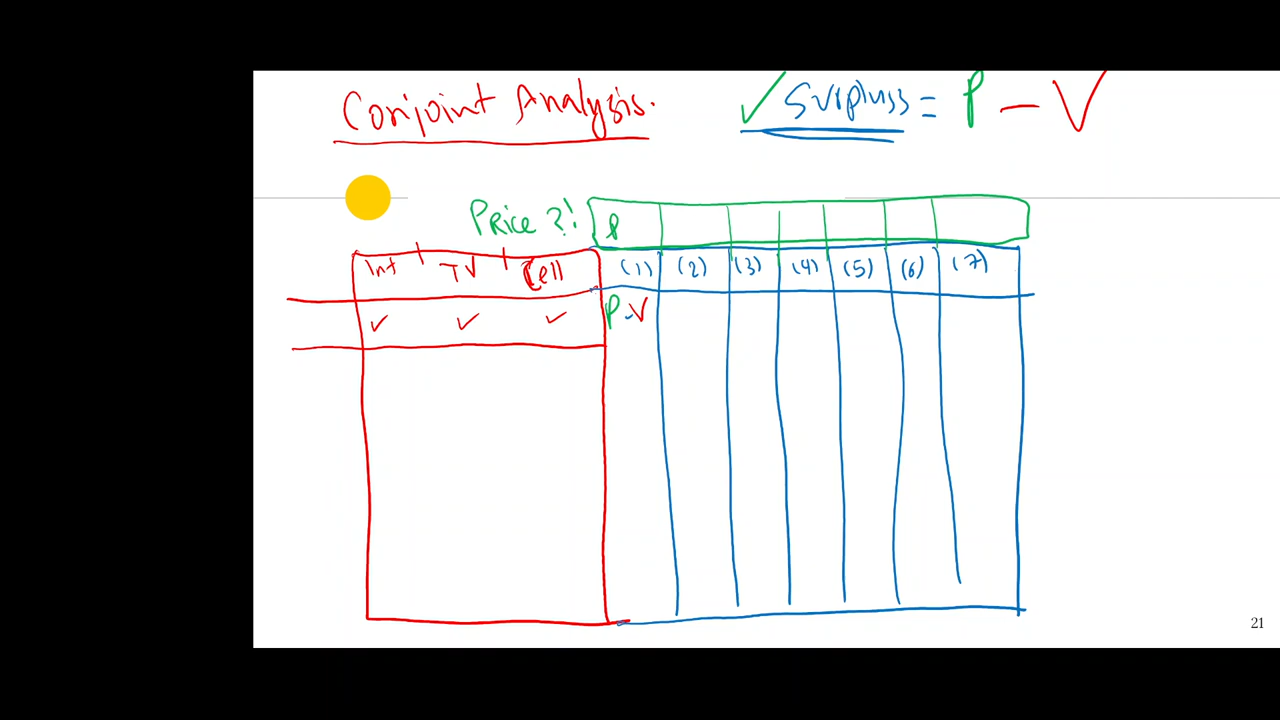 Conjoint Analysis. ✓ Surpluss = P - V
Price?! P
Int TV Cell (1) (2) (3) (4) (5) (6) (7)
✓ ✓ ✓ P-V
21